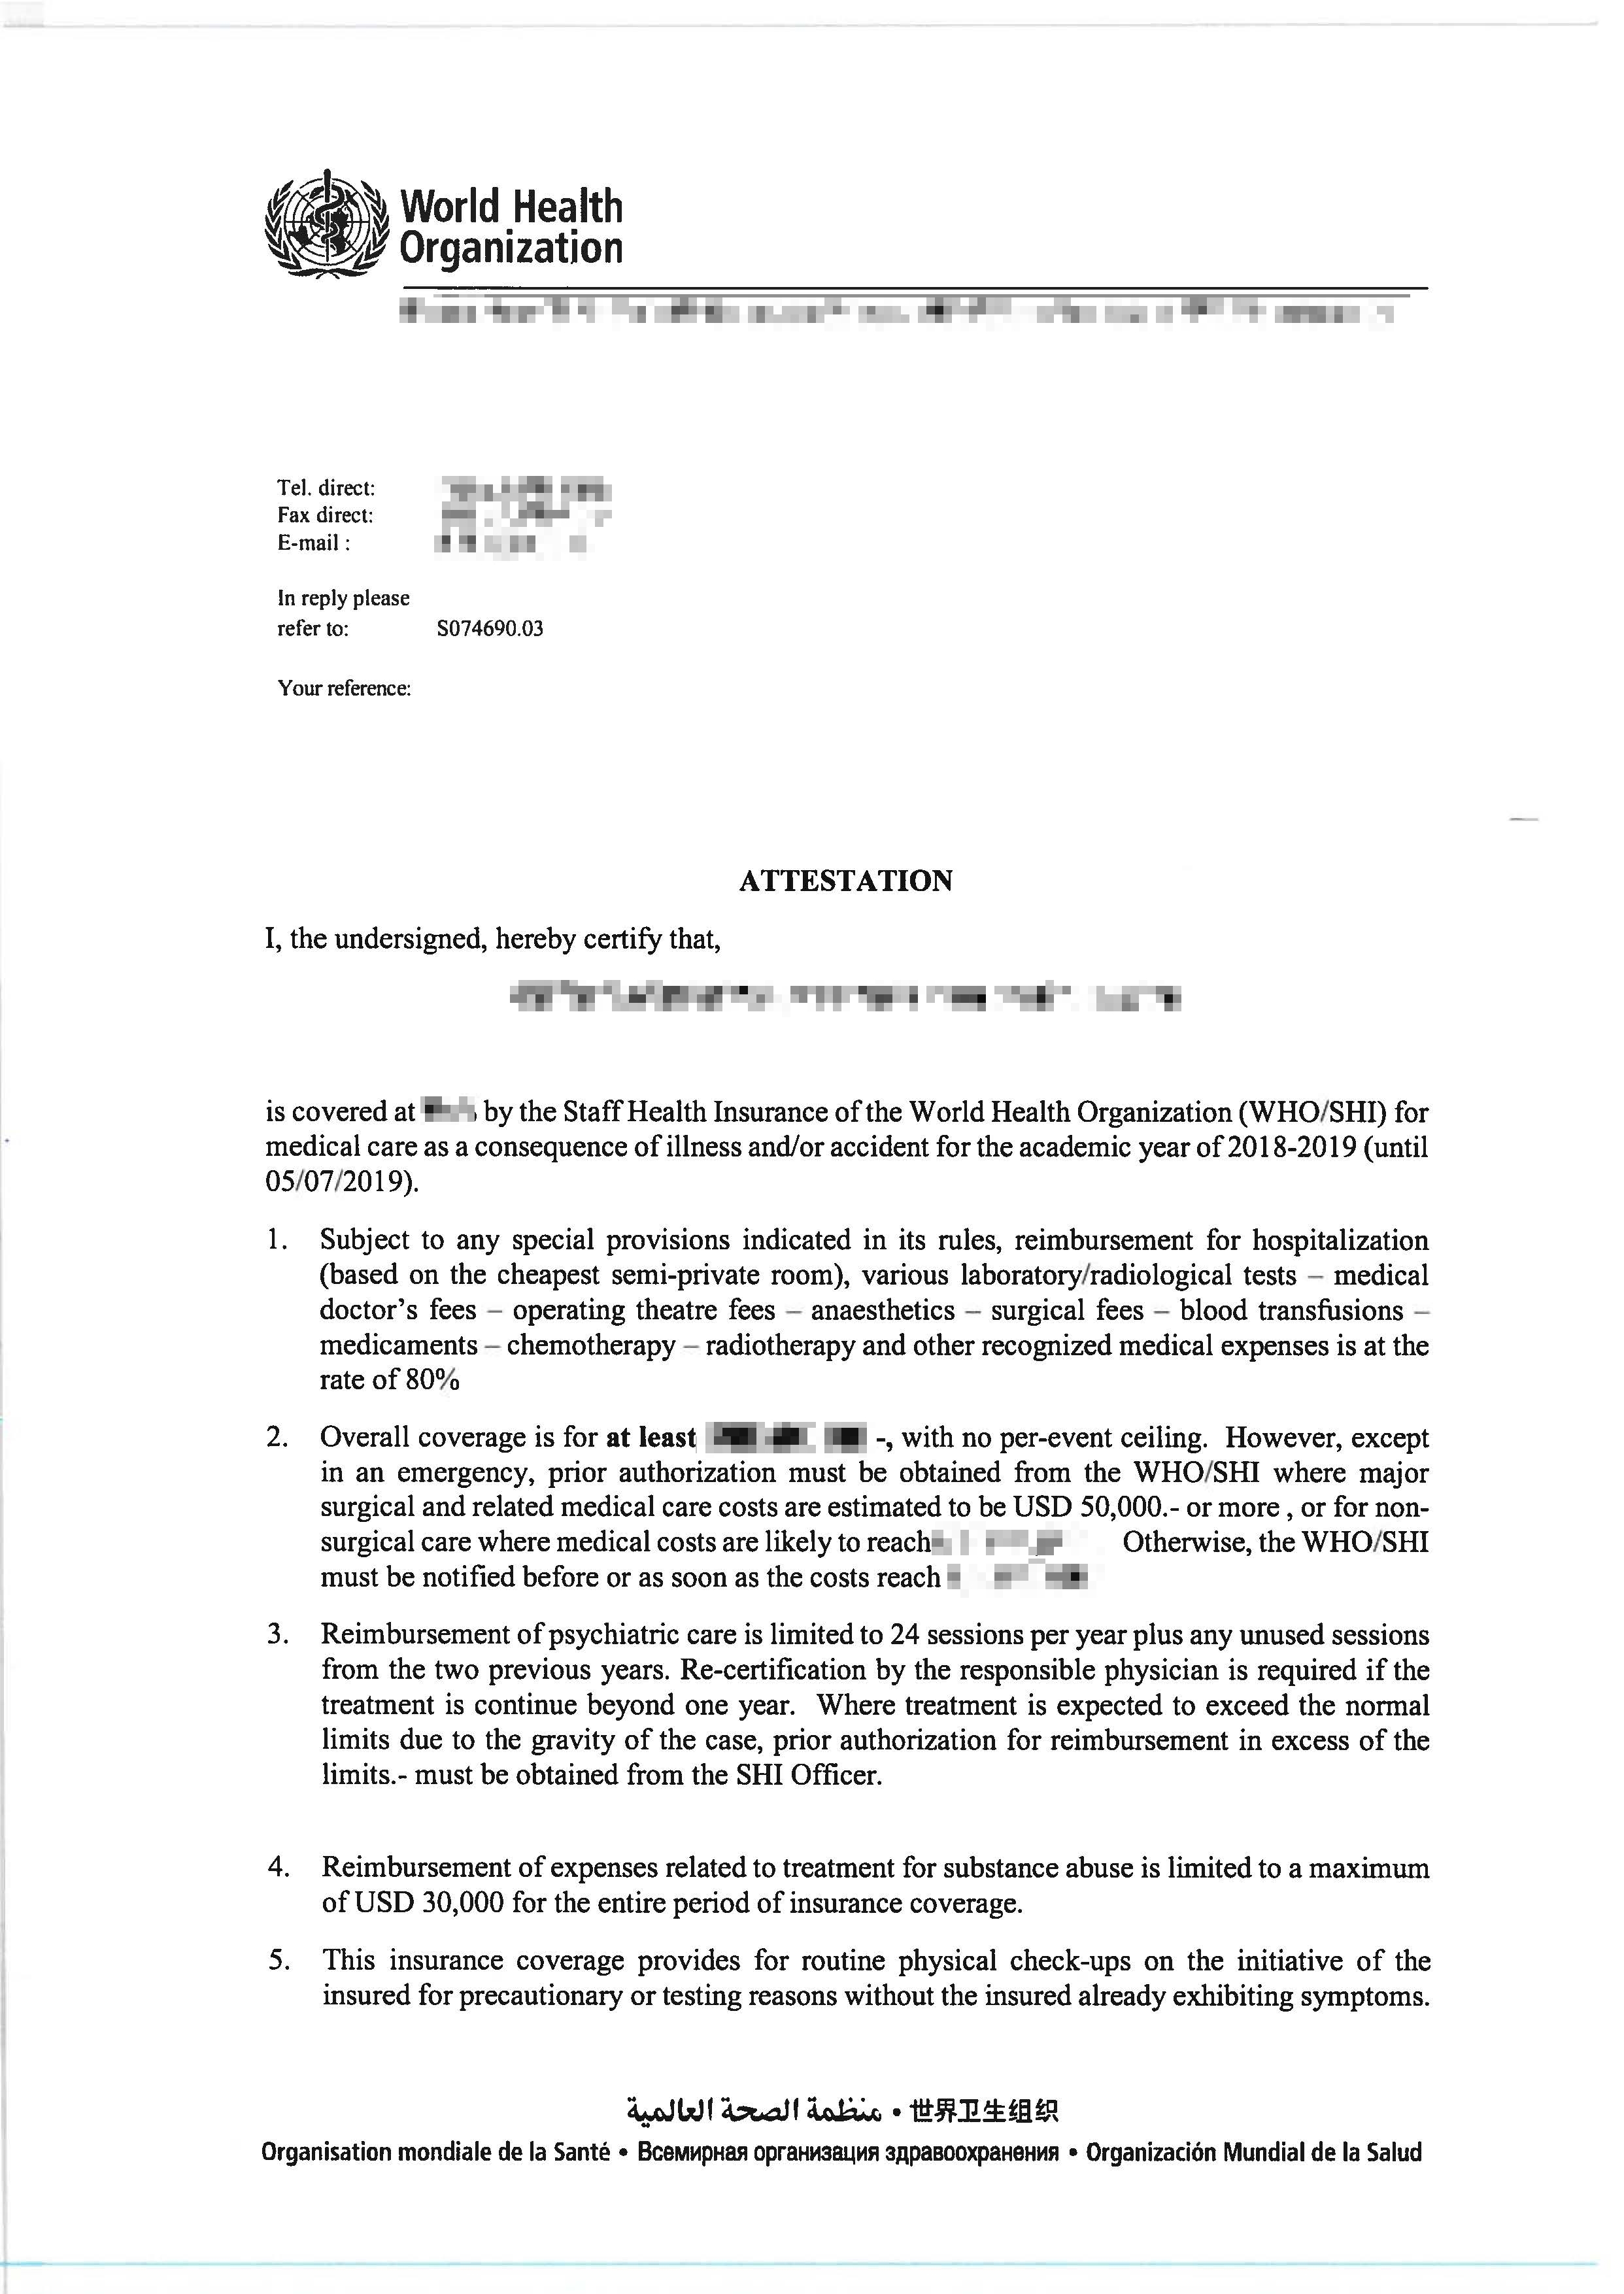 World Health
Organization
Tel. direct:
Fax direct:
E-mail :
In reply please
refer to: S074690.03
Your reference:
ATTESTATION
I, the undersigned, hereby certify that,
is covered at by the Staff Health Insurance of the World Health Organization (WHO/SHI) for
medical care as a consequence of illness and/or accident for the academic year of 2018-2019 (until
05/07/2019).
1. Subject to any special provisions indicated in its rules, reimbursement for hospitalization
(based on the cheapest semi-private room), various laboratory/radiological tests – medical
doctor's fees – operating theatre fees – anaesthetics – surgical fees – blood transfusions –
medicaments – chemotherapy – radiotherapy and other recognized medical expenses is at the
rate of 80%
2. Overall coverage is for at least -, with no per-event ceiling. However, except
in an emergency, prior authorization must be obtained from the WHO/SHI where major
surgical and related medical care costs are estimated to be USD 50,000.- or more , or for non-
surgical care where medical costs are likely to reach Otherwise, the WHO/SHI
must be notified before or as soon as the costs reach
3. Reimbursement of psychiatric care is limited to 24 sessions per year plus any unused sessions
from the two previous years. Re-certification by the responsible physician is required if the
treatment is continue beyond one year. Where treatment is expected to exceed the normal
limits due to the gravity of the case, prior authorization for reimbursement in excess of the
limits.- must be obtained from the SHI Officer.
4. Reimbursement of expenses related to treatment for substance abuse is limited to a maximum
of USD 30,000 for the entire period of insurance coverage.
5. This insurance coverage provides for routine physical check-ups on the initiative of the
insured for precautionary or testing reasons without the insured already exhibiting symptoms.
منظمة الصحة العالمية • 世界卫生组织
Organisation mondiale de la Santé • Всемирная организация здравоохранения • Organización Mundial de la Salud